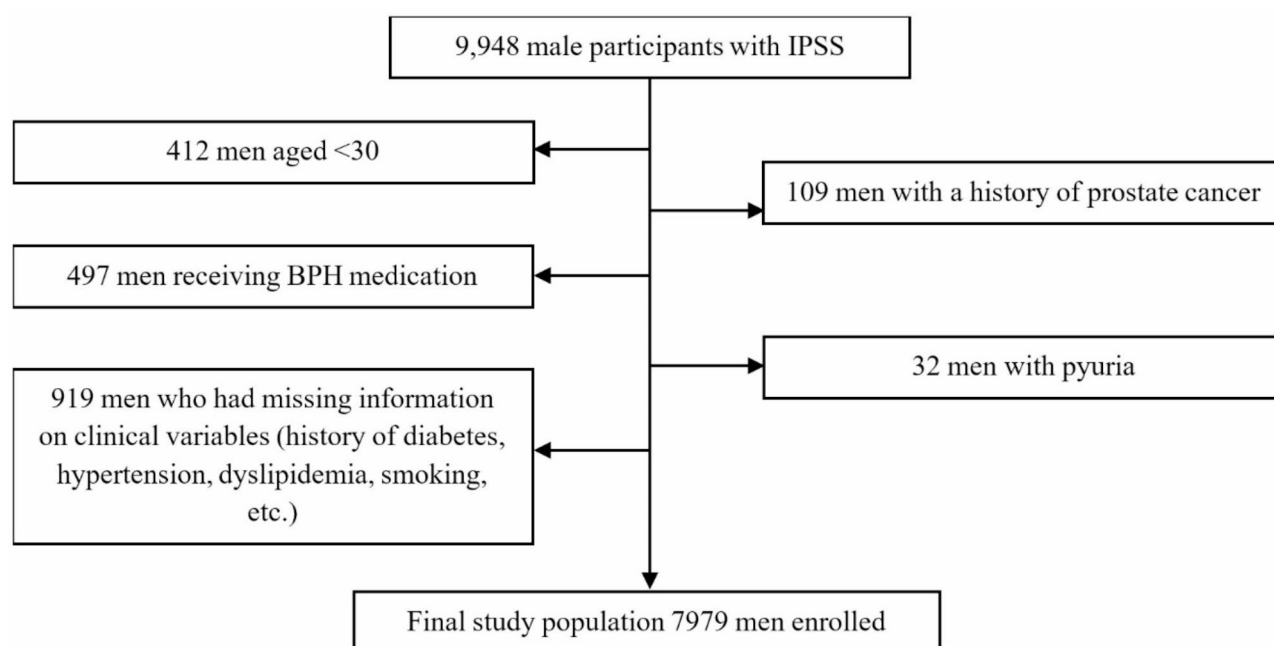 9,948 male participants with IPSS
412 men aged <30
109 men with a history of prostate cancer
497 men receiving BPH medication
32 men with pyuria
919 men who had missing information
on clinical variables (history of diabetes,
hypertension, dyslipidemia, smoking,
etc.)
Final study population 7979 men enrolled